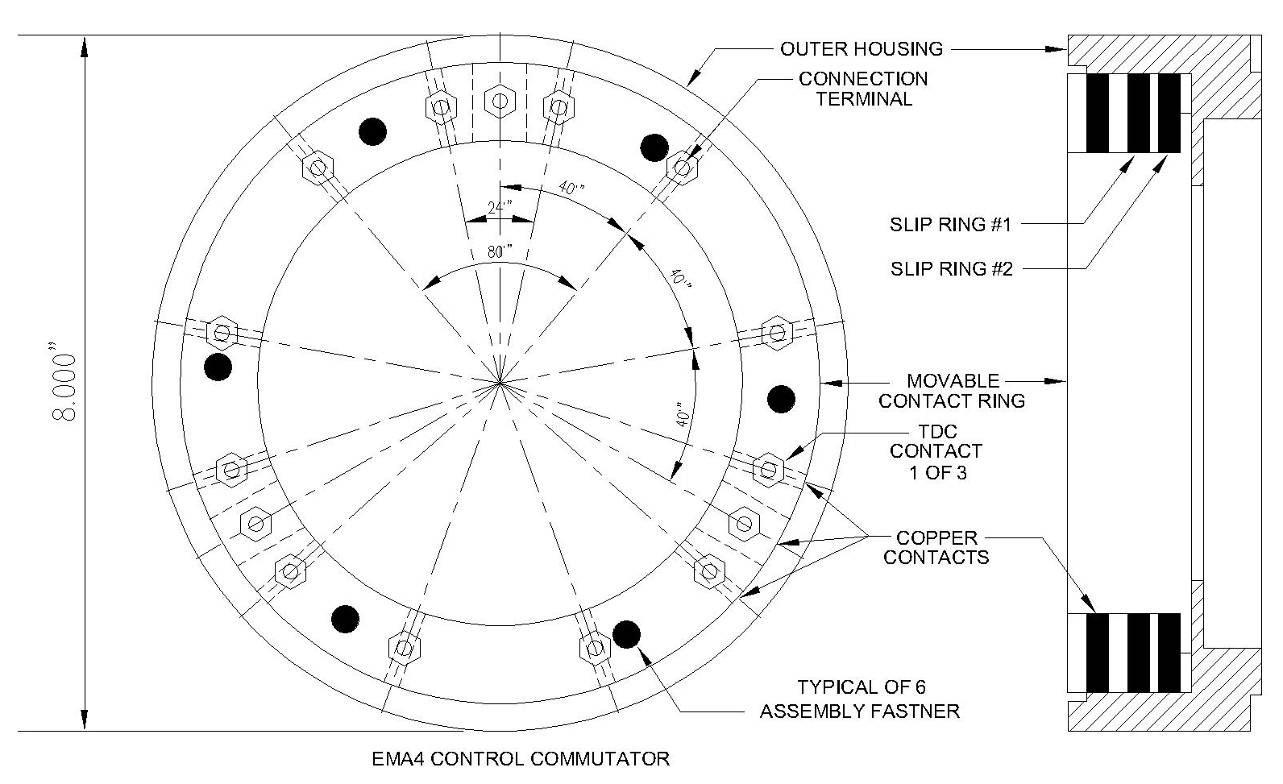 OUTER HOUSING
CONNECTION
TERMINAL
40'"
24'"
80'"
40'"
SLIP RING #1
SLIP RING #2
8.000"
MOVABLE
CONTACT RING
40'"
TDC
CONTACT
1 OF 3
COPPER
CONTACTS
TYPICAL OF 6
ASSEMBLY FASTNER
EMA4 CONTROL COMMUTATOR